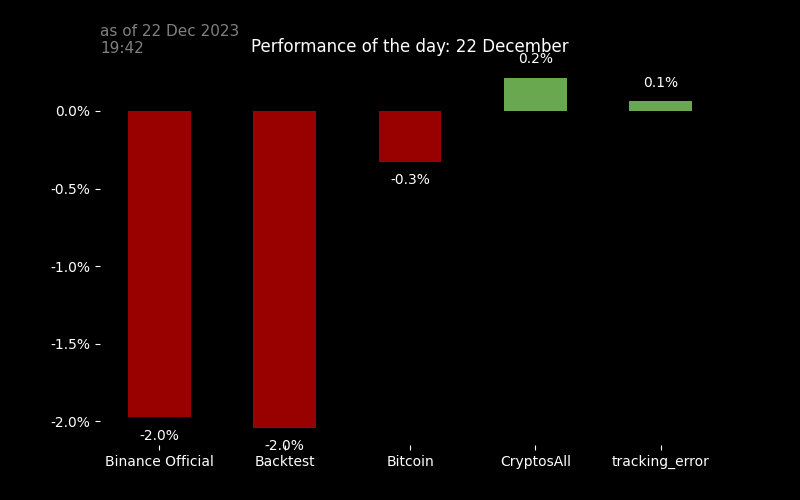 as of 22 Dec 2023
19:42
Performance of the day: 22 December
0.2%
0.1%
0.0%
-0.3%
-0.5%
-1.0%
-1.5%
-2.0%
-2.0%
-2.0%
Binance Official
Backtest
Bitcoin
CryptosAll
tracking_error